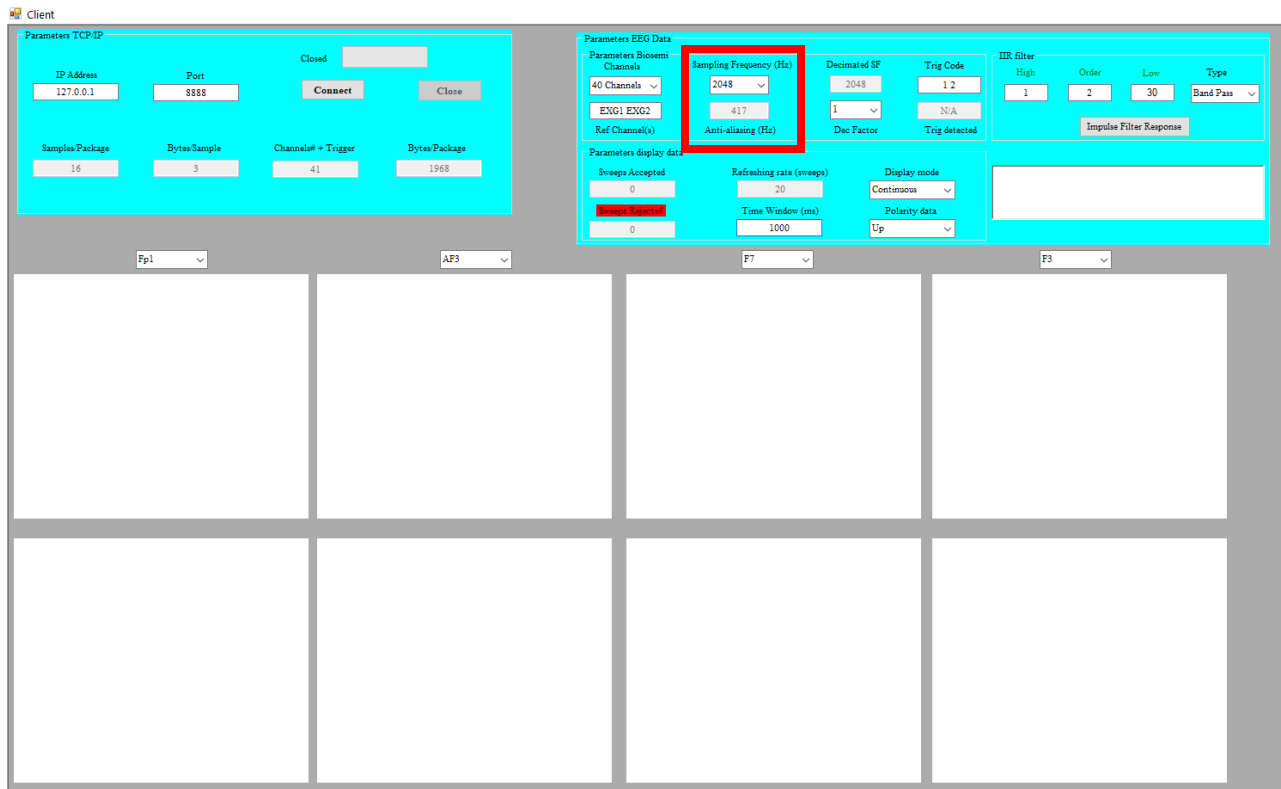 Client
Parameters TCP/IP
Closed
IP Address
Port
127.0.0.1
8888
Connect
Close
Samples/Package
Bytes/Sample
Channels# + Trigger
Bytes/Package
16
3
41
1968
Parameters EEG Data
Parameters Biosemi
Channels
Sampling Frequency (Hz)
Decimated SF
Trig Code
40 Channels
2048
2048
1 2
EXG1 EXG2
417
1
N/A
Ref Channel(s)
Anti-aliasing (Hz)
Dec Factor
Trig detected
IIR filter
High
Order
Low
Type
1
2
30
Band Pass
Impulse Filter Response
Parameters display data
Sweeps Accepted
Refreshing rate (sweeps)
Display mode
0
20
Continuous
Sweeps Rejected
Time Window (ms)
Polarity data
0
1000
Up
Fp1
AF3
F7
F3